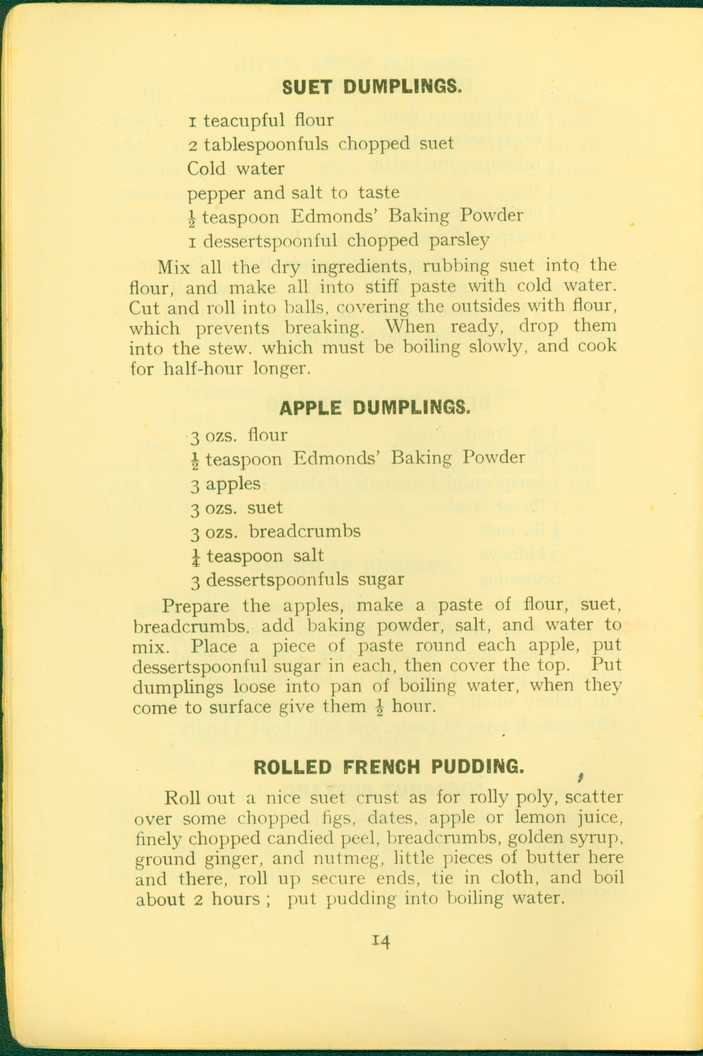 SUET DUMPLINGS.
1 teacupful flour
2 tablespoonfuls chopped suet
Cold water
pepper and salt to taste
½ teaspoon Edmonds' Baking Powder
1 dessertspoonful chopped parsley
Mix all the dry ingredients, rubbing suet into the
flour, and make all into stiff paste with cold water.
Cut and roll into balls, covering the outsides with flour,
which prevents breaking. When ready, drop them
into the stew. which must be boiling slowly, and cook
for half-hour longer.
APPLE DUMPLINGS.
3 ozs. flour
½ teaspoon Edmonds' Baking Powder
3 apples
3 ozs. suet
3 ozs. breadcrumbs
¼ teaspoon salt
3 dessertspoonfuls sugar
Prepare the apples, make a paste of flour, suet,
breadcrumbs, add baking powder, salt, and water to
mix. Place a piece of paste round each apple, put
dessertspoonful sugar in each, then cover the top. Put
dumplings loose into pan of boiling water, when they
come to surface give them ½ hour.
ROLLED FRENCH PUDDING.
Roll out a nice suet crust as for rolly poly, scatter
over some chopped figs, dates, apple or lemon juice,
finely chopped candied peel, breadcrumbs, golden syrup,
ground ginger, and nutmeg, little pieces of butter here
and there, roll up secure ends, tie in cloth, and boil
about 2 hours ; put pudding into boiling water.
14